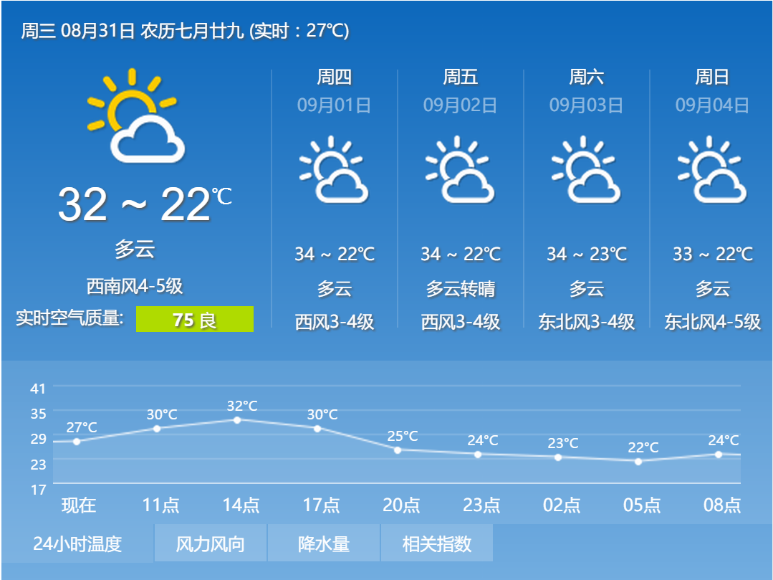 周三 08月31日 农历七月廿九 (实时：27℃)
32 ~ 22℃
多云
西南风4-5级
实时空气质量: 75 良
周四
09月01日
34 ~ 22℃
多云
西风3-4级
周五
09月02日
34 ~ 22℃
多云转晴
西风3-4级
周六
09月03日
34 ~ 23℃
多云
东北风3-4级
周日
09月04日
33 ~ 22℃
多云
东北风4-5级
41
35
29
23
17
27°C
30°C
32°C
30°C
25°C
24°C
23°C
22°C
24°C
现在 11点 14点 17点 20点 23点 02点 05点 08点
24小时温度 风力风向 降水量 相关指数